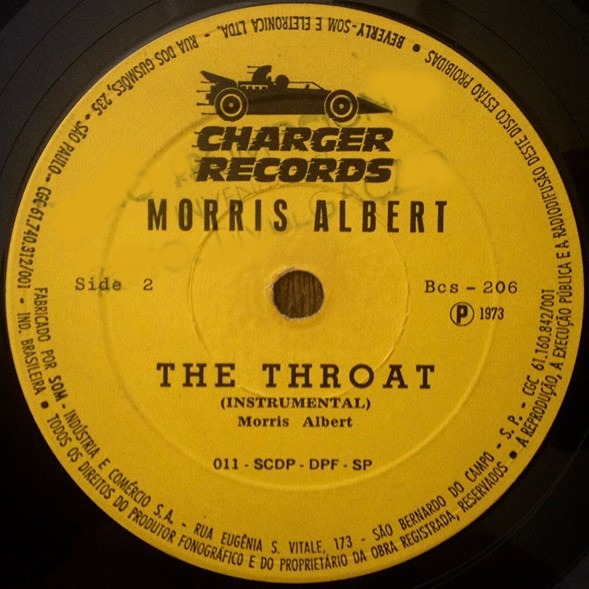 CHARGER
RECORDS
MORRIS ALBERT
Side 2
Bcs - 206
Ⓟ 1973
THE THROAT
(INSTRUMENTAL)
Morris Albert
011 - SCDP - DPF - SP
BEVERLY - SOM E ELETRONICA LTDA. - RUA DOS GUSMÕES, 235 • SÃO PAULO - CGC 61.740.312/001 • IND. BRASILEIRA • TODOS OS DIREITOS DO PRODUTOR FONOGRÁFICO E DO PROPRIETÁRIO DA OBRA REGISTRADA, RESERVADOS • A REPRODUÇÃO, A EXECUÇÃO PÚBLICA E A RADIODIFUSÃO DESTE DISCO ESTÃO PROIBIDAS •
FABRICADO POR SOM - INDÚSTRIA E COMÉRCIO S.A. - RUA EUGÊNIA S. VITALE, 173 - SÃO BERNARDO DO CAMPO - S. P. - CGC 61.160.842/001